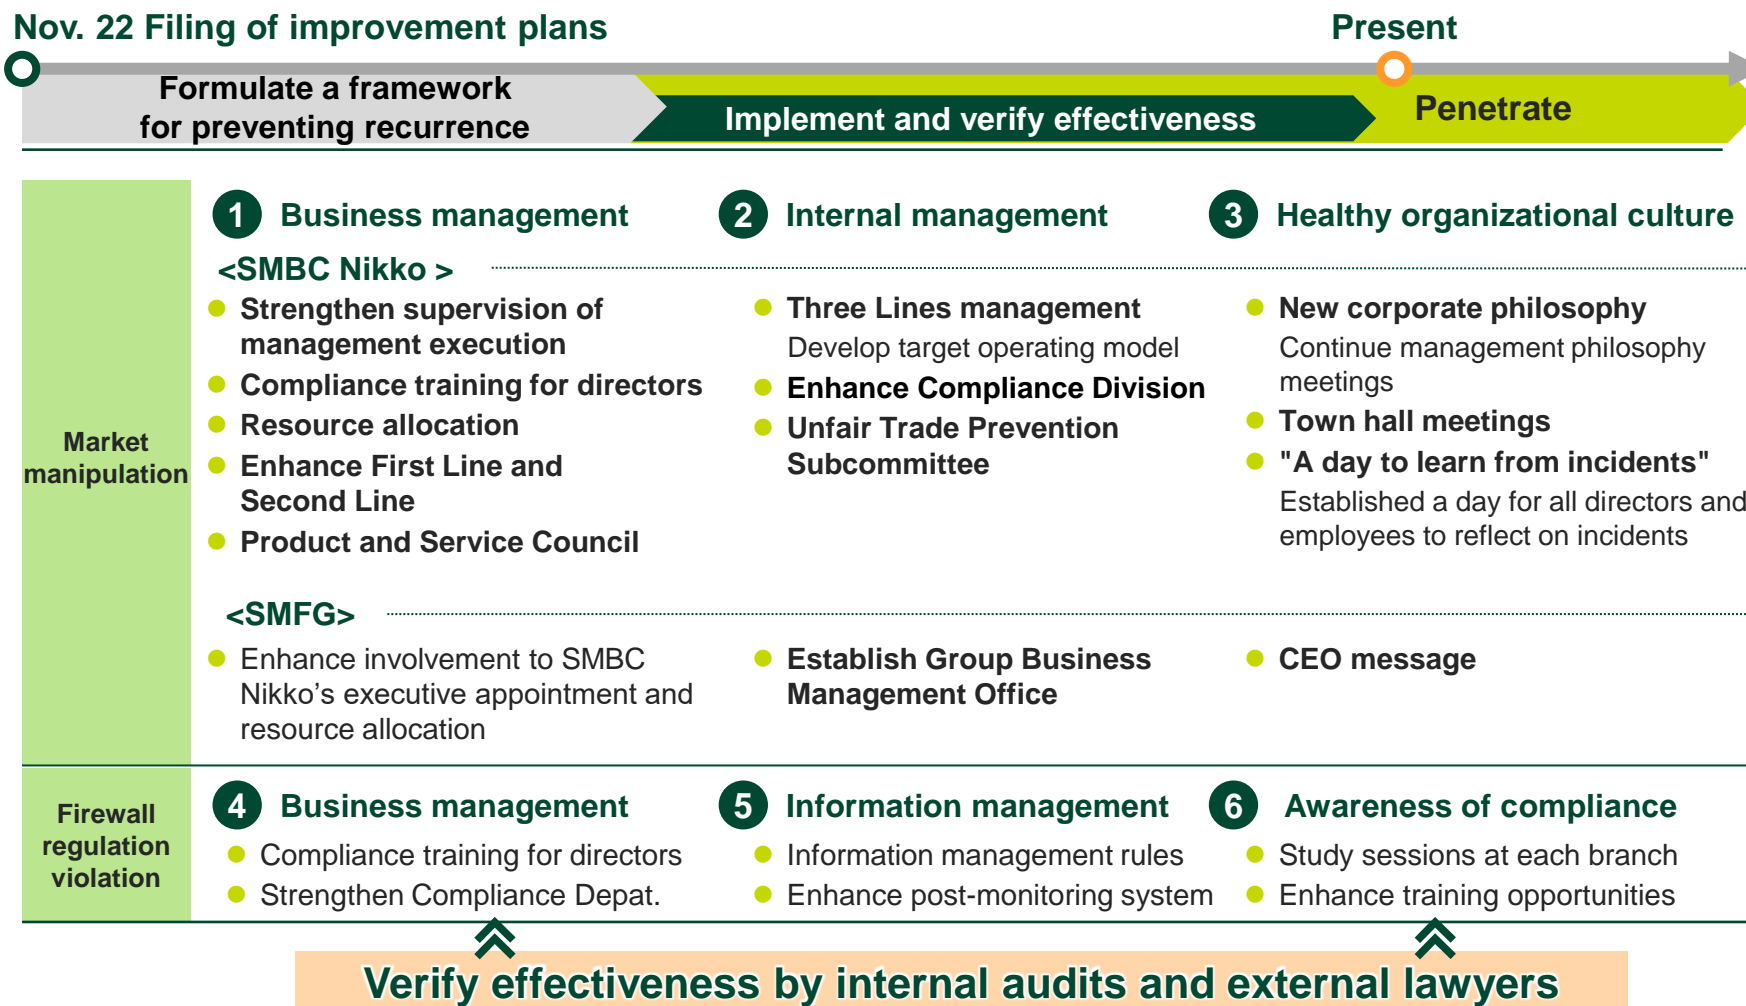 Nov. 22 Filing of improvement plans
Present
Formulate a framework
for preventing recurrence
Implement and verify effectiveness
Penetrate
Market
manipulation
1 Business management
2 Internal management
3 Healthy organizational culture
<SMBC Nikko >
Strengthen supervision of
management execution
Compliance training for directors
Resource allocation
Enhance First Line and
Second Line
Product and Service Council
Three Lines management
Develop target operating model
Enhance Compliance Division
Unfair Trade Prevention
Subcommittee
New corporate philosophy
Continue management philosophy
meetings
Town hall meetings
"A day to learn from incidents"
Established a day for all directors and
employees to reflect on incidents
<SMFG>
Enhance involvement to SMBC
Nikko’s executive appointment and
resource allocation
Establish Group Business
Management Office
CEO message
Firewall
regulation
violation
4 Business management
Compliance training for directors
Strengthen Compliance Depat.
5 Information management
Information management rules
Enhance post-monitoring system
6 Awareness of compliance
Study sessions at each branch
Enhance training opportunities
Verify effectiveness by internal audits and external lawyers